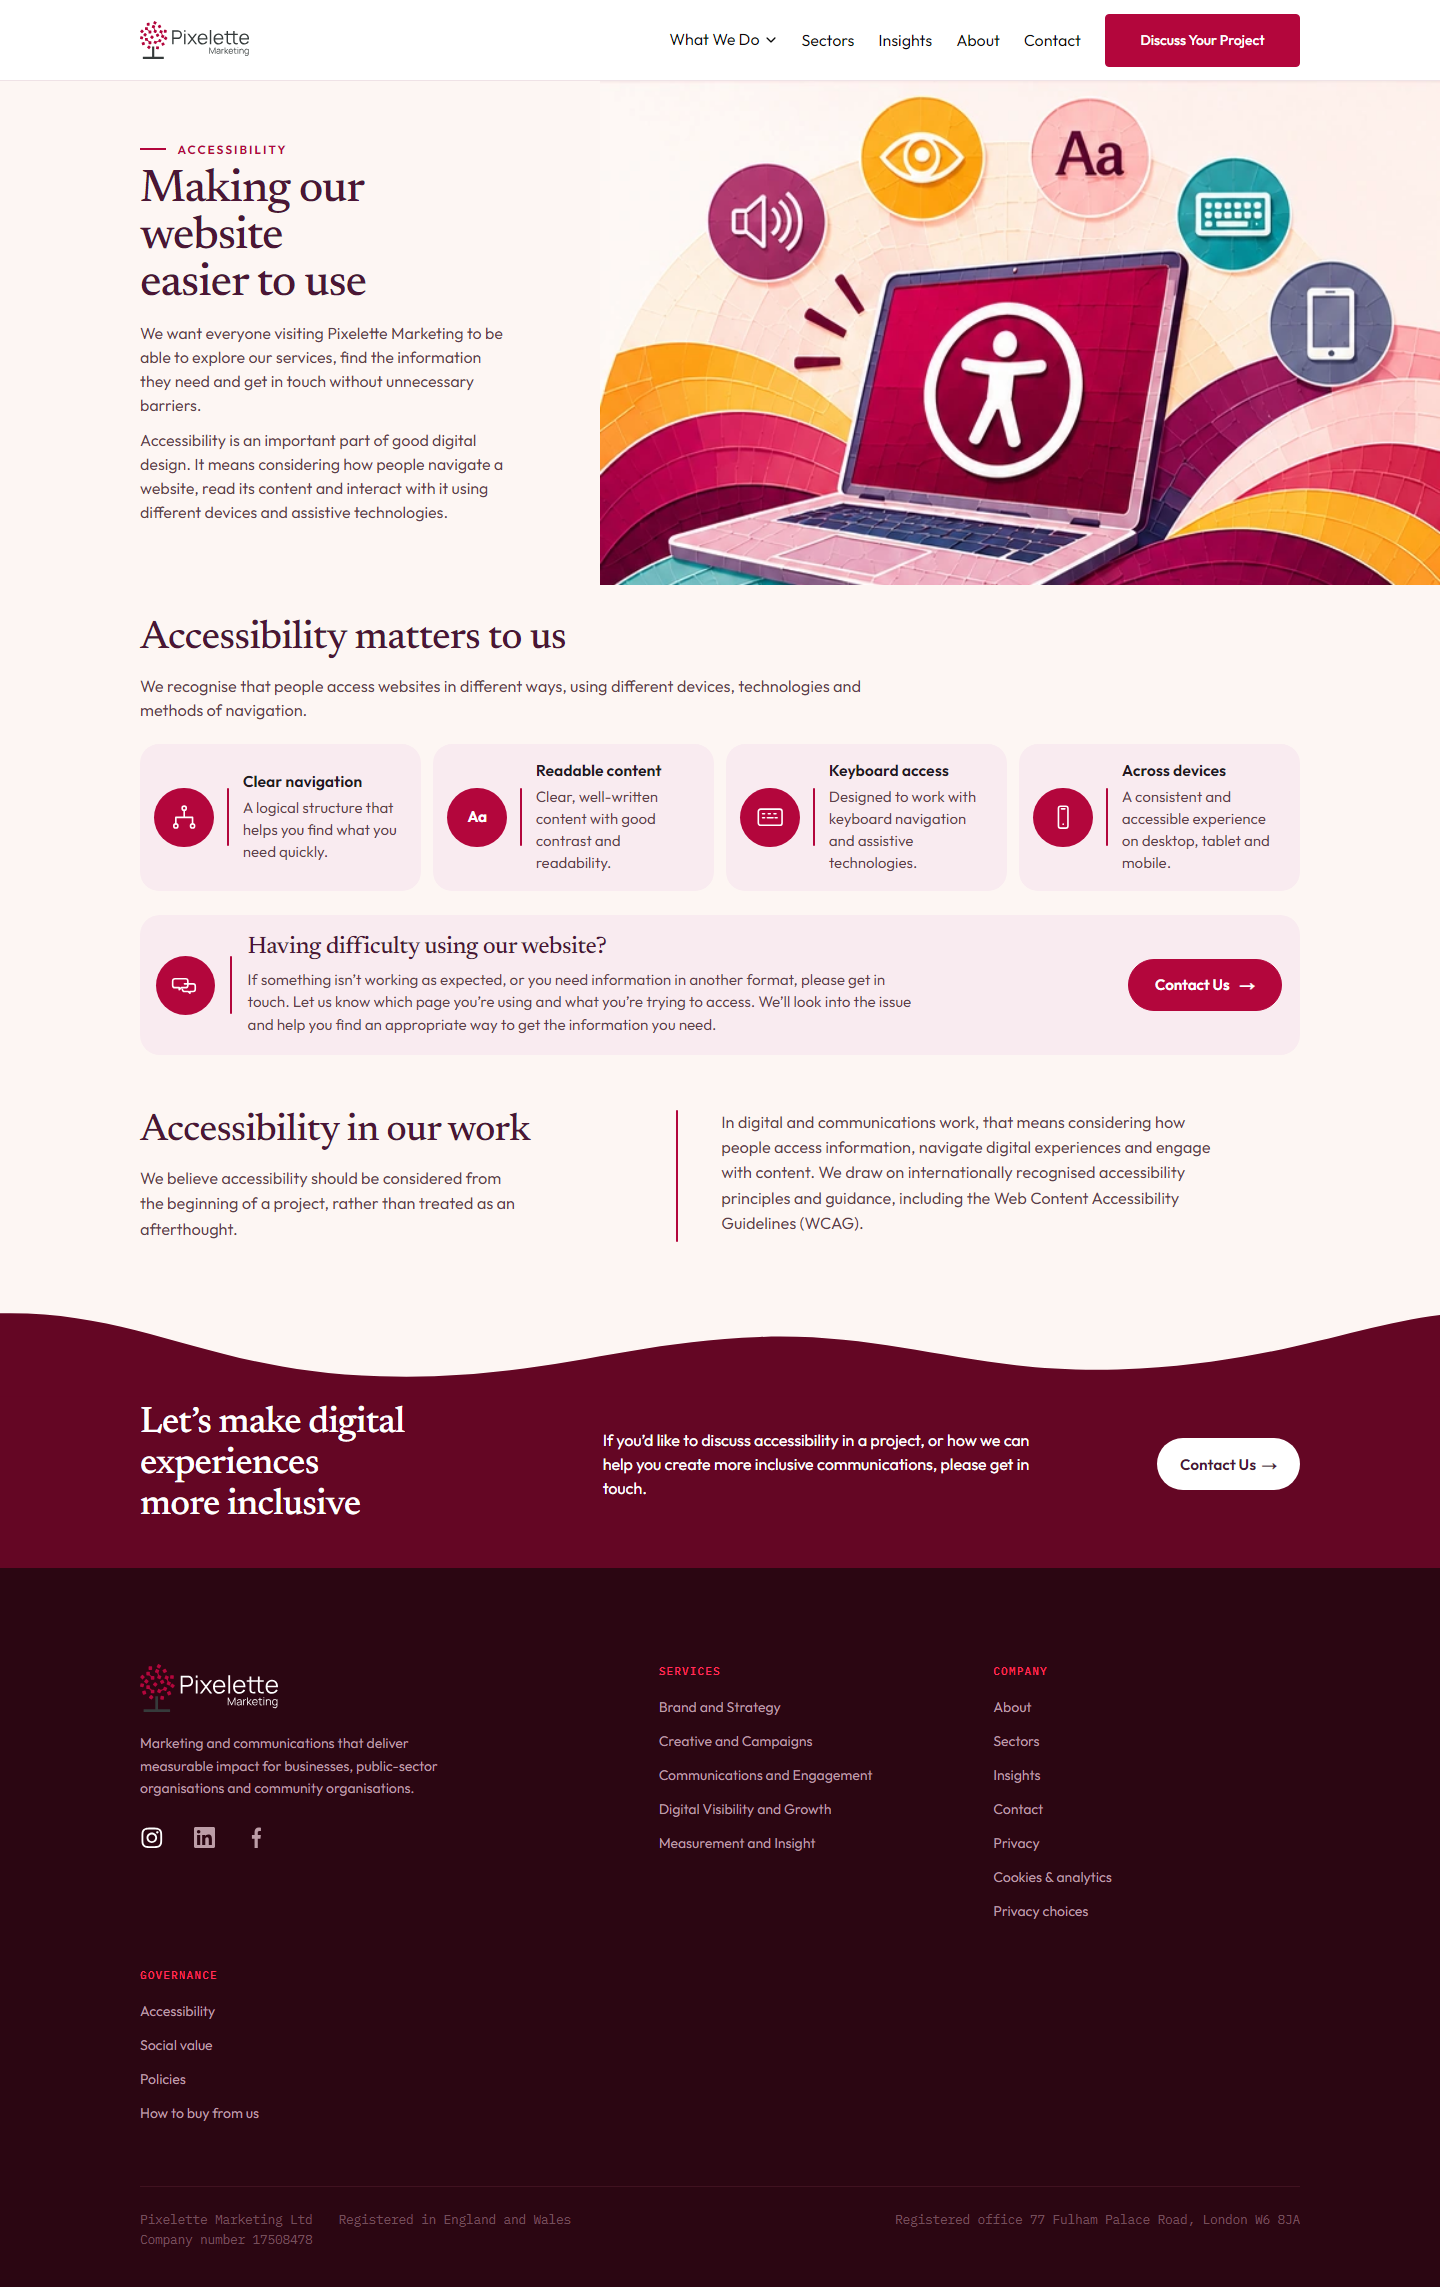 Pixelette
Marketing
What We Do
Sectors
Insights
About
Contact
Discuss Your Project
ACCESSIBILITY
Making our
website
easier to use
We want everyone visiting Pixelette Marketing to be
able to explore our services, find the information
they need and get in touch without unnecessary
barriers.
Accessibility is an important part of good digital
design. It means considering how people navigate a
website, read its content and interact with it using
different devices and assistive technologies.
Aa
Accessibility matters to us
We recognise that people access websites in different ways, using different devices, technologies and
methods of navigation.
Clear navigation
A logical structure that
helps you find what you
need quickly.
Aa
Readable content
Clear, well-written
content with good
contrast and
readability.
Keyboard access
Designed to work with
keyboard navigation
and assistive
technologies.
Across devices
A consistent and
accessible experience
on desktop, tablet and
mobile.
Having difficulty using our website?
If something isn’t working as expected, or you need information in another format, please get in
touch. Let us know which page you’re using and what you’re trying to access. We’ll look into the issue
and help you find an appropriate way to get the information you need.
Contact Us →
Accessibility in our work
We believe accessibility should be considered from
the beginning of a project, rather than treated as an
afterthought.
In digital and communications work, that means considering how
people access information, navigate digital experiences and engage
with content. We draw on internationally recognised accessibility
principles and guidance, including the Web Content Accessibility
Guidelines (WCAG).
Let’s make digital
experiences
more inclusive
If you’d like to discuss accessibility in a project, or how we can
help you create more inclusive communications, please get in
touch.
Contact Us →
Pixelette
Marketing
Marketing and communications that deliver
measurable impact for businesses, public-sector
organisations and community organisations.
SERVICES
Brand and Strategy
Creative and Campaigns
Communications and Engagement
Digital Visibility and Growth
Measurement and Insight
COMPANY
About
Sectors
Insights
Contact
Privacy
Cookies & analytics
Privacy choices
GOVERNANCE
Accessibility
Social value
Policies
How to buy from us
Pixelette Marketing Ltd
Registered in England and Wales
Company number 17508478
Registered office 77 Fulham Palace Road, London W6 8JA